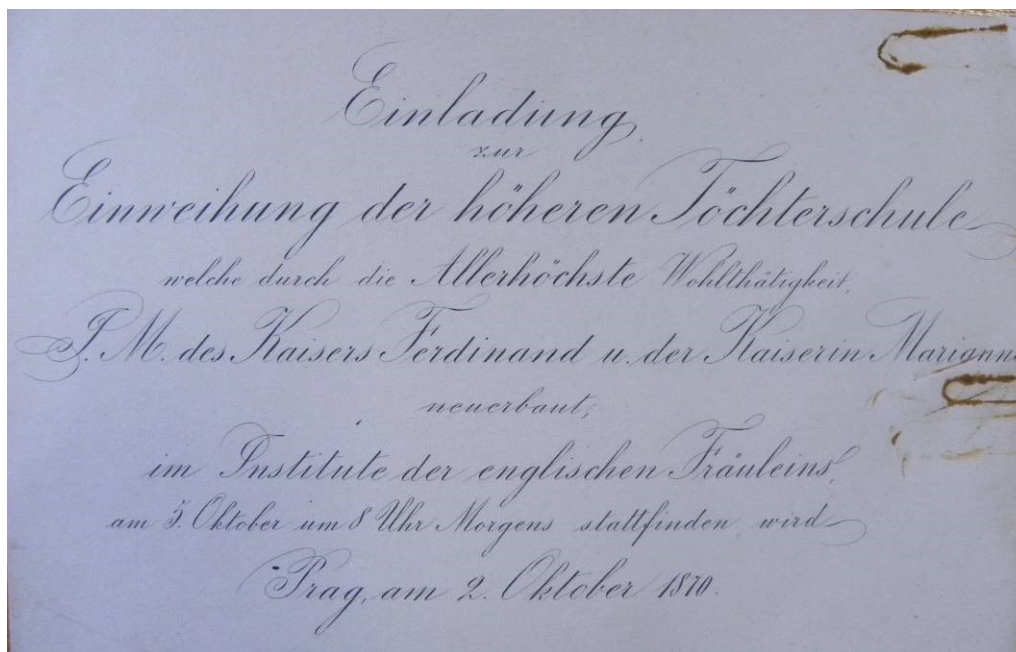 Einladung
zur
Einweihung der höheren Töchterschule
welche durch die Allerhöchste Wohlthätigkeit,
I. M. des Kaisers Ferdinand u. der Kaiserin Marianna
neuerbaut,
im Institute der englischen Fräuleins,
am 5. Oktober um 8 Uhr Morgens stattfinden wird
Prag, am 2. Oktober 1870.